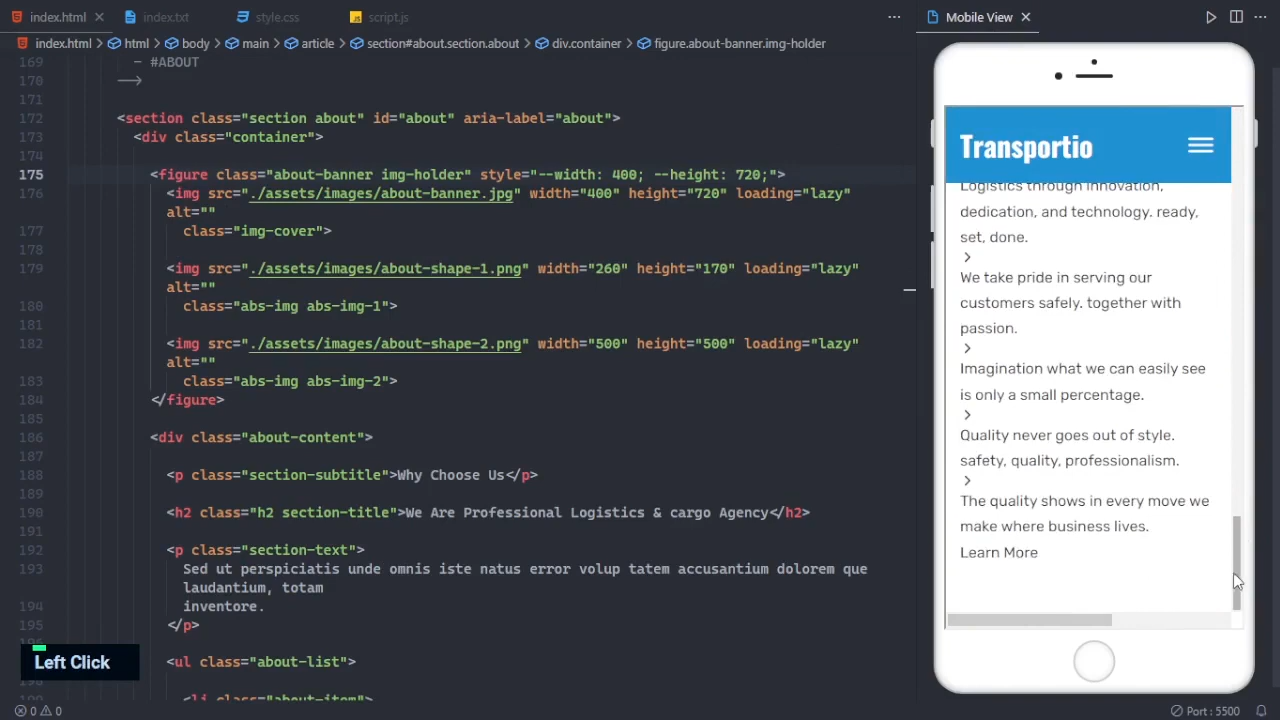 index.html
index.txt
style.css
script.js
Mobile View
index.html > html > body > main > article > section#about.section.about > div.container > figure.about-banner.img-holder
169 - #ABOUT
170 -->
171
172 <section class="section about" id="about" aria-label="about">
173 <div class="container">
174
175 <figure class="about-banner img-holder" style="--width: 400; --height: 720;">
176 <img src="./assets/images/about-banner.jpg" width="400" height="720" loading="lazy"
alt=""
177 class="img-cover">
178
179 <img src="./assets/images/about-shape-1.png" width="260" height="170" loading="lazy"
alt=""
180 class="abs-img abs-img-1">
181
182 <img src="./assets/images/about-shape-2.png" width="500" height="500" loading="lazy"
alt=""
183 class="abs-img abs-img-2">
184 </figure>
185
186 <div class="about-content">
187
188 <p class="section-subtitle">Why Choose Us</p>
189
190 <h2 class="h2 section-title">We Are Professional Logistics & cargo Agency</h2>
191
192 <p class="section-text">
193 Sed ut perspiciatis unde omnis iste natus error volup tatem accusantium dolorem que
laudantium, totam
194 inventore.
195 </p>
196
<ul class="about-list">
<li class="about-item">
Transportio
Logistics through innovation,
dedication, and technology. ready,
set, done.
>
We take pride in serving our
customers safely. together with
passion.
>
Imagination what we can easily see
is only a small percentage.
>
Quality never goes out of style.
safety, quality, professionalism.
>
The quality shows in every move we
make where business lives.
Learn More
Left Click
0 0
Port : 5500